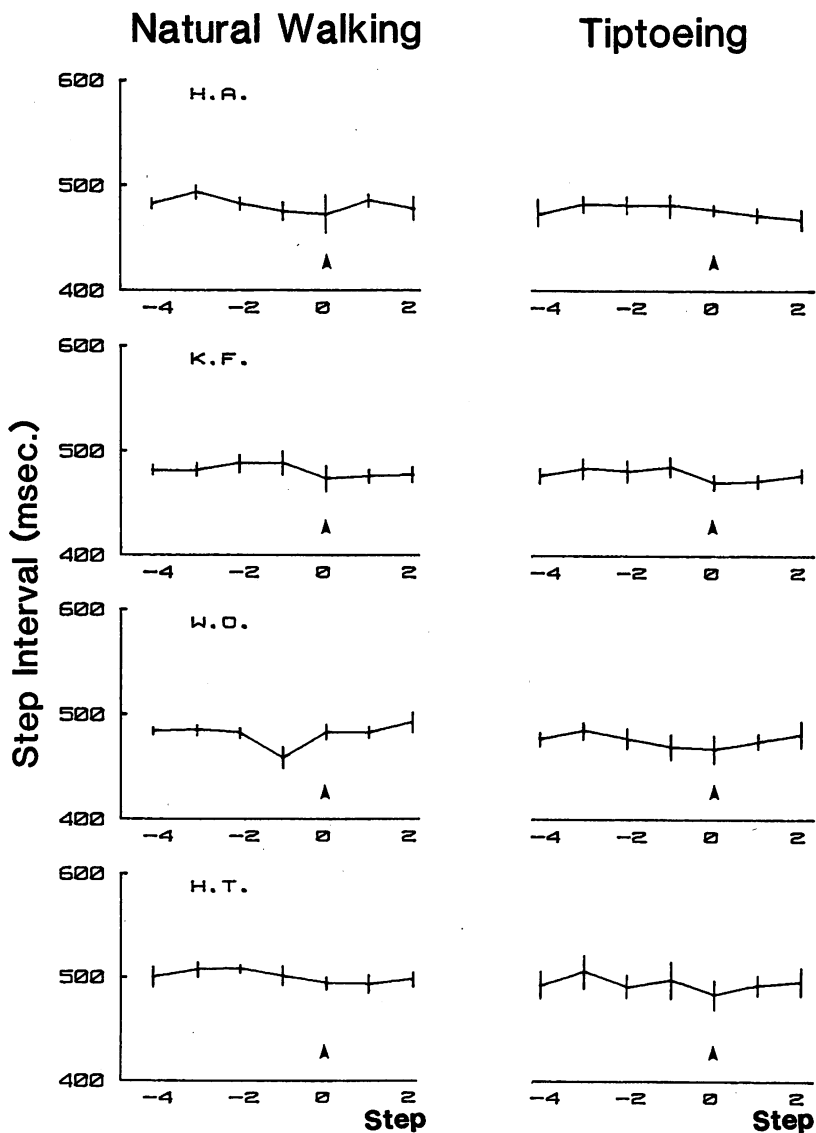 Natural Walking Tiptoeing
Step Interval (msec.)
H.A.
600
500
400
-4 -2 0 2 -4 -2 0 2
K.F.
600
500
400
-4 -2 0 2 -4 -2 0 2
W.O.
600
500
400
-4 -2 0 2 -4 -2 0 2
H.T.
600
500
400
-4 -2 0 2 -4 -2 0 2
Step Step